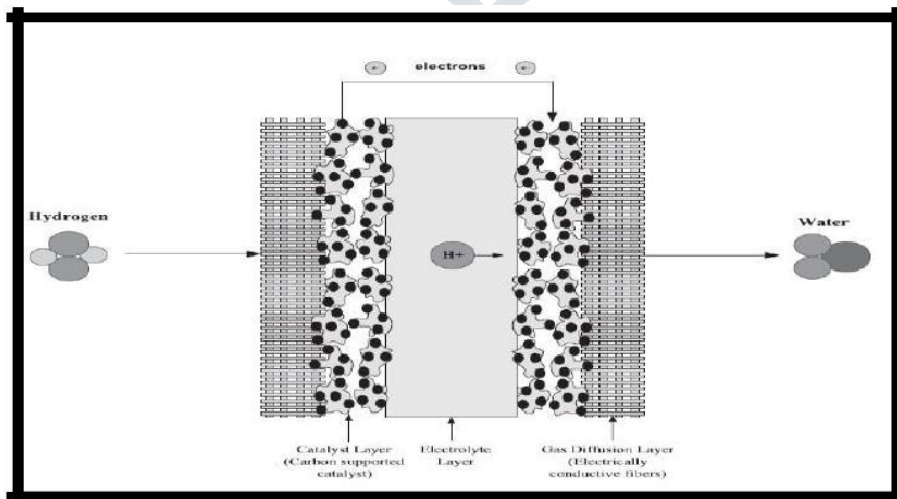 electrons
Hydrogen
Water
H+
Catalyst Layer
(Carbon supported
catalyst)
Electrolyte
Layer
Gas Diffusion Layer
(Electrically
conductive fibers)